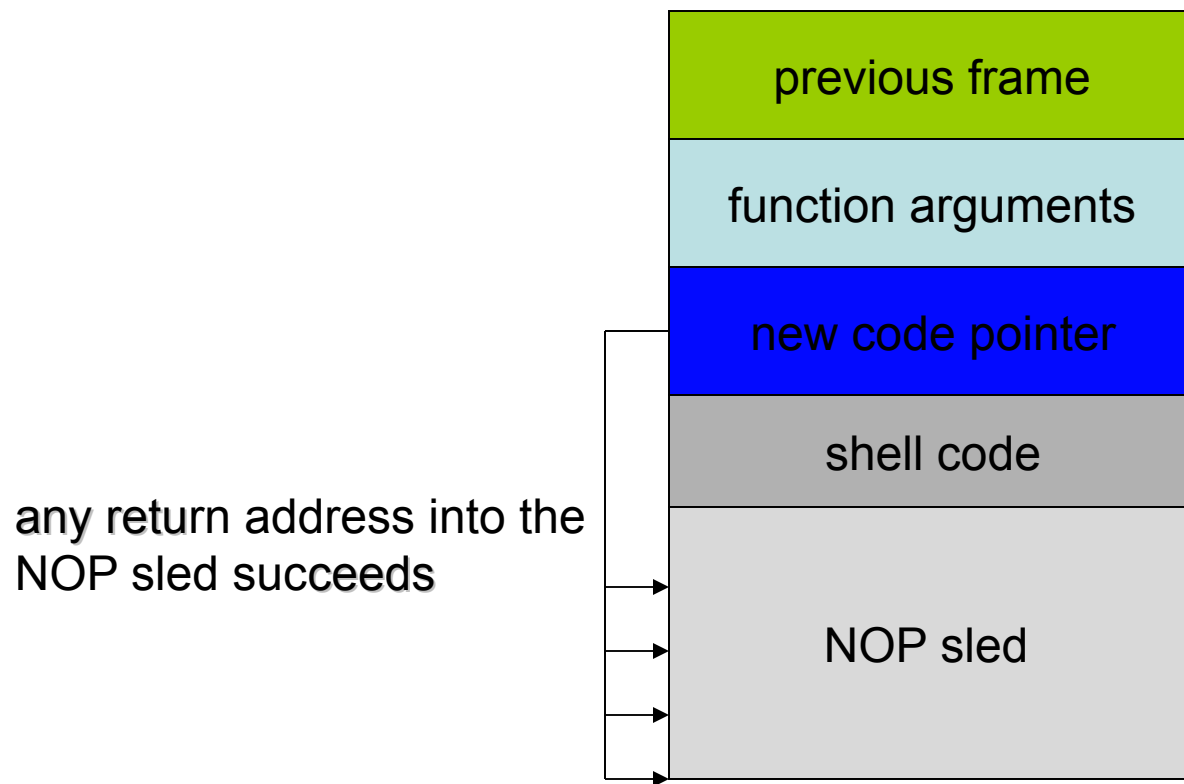 previous frame
function arguments
new code pointer
shell code
any return address into the
NOP sled succeeds
NOP sled